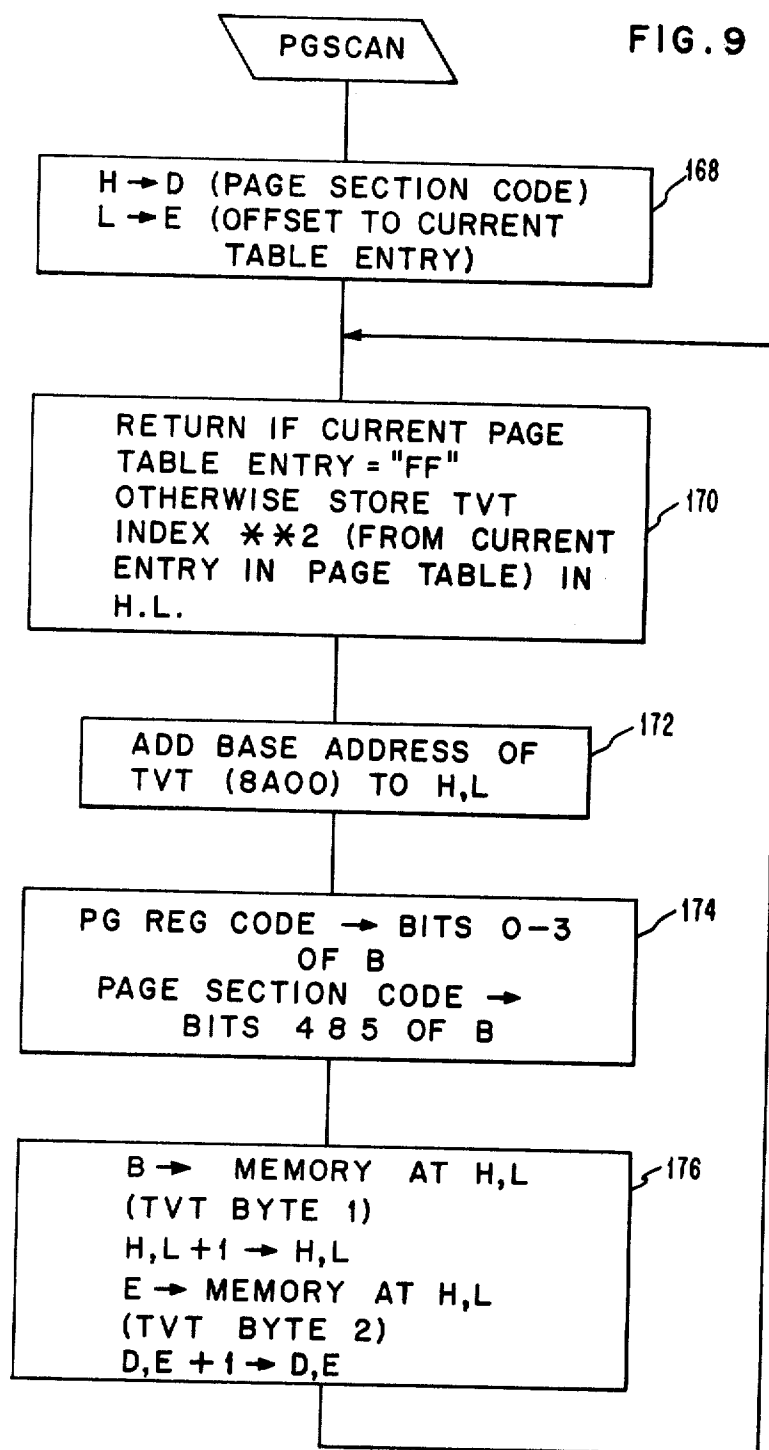 PGSCAN
FIG.9
168
H → D (PAGE SECTION CODE)
L → E (OFFSET TO CURRENT
TABLE ENTRY)
RETURN IF CURRENT PAGE
TABLE ENTRY = "FF"
OTHERWISE STORE TVT
INDEX **2 (FROM CURRENT
ENTRY IN PAGE TABLE) IN
H.L.
170
ADD BASE ADDRESS OF
TVT (8A00) TO H,L
172
PG REG CODE → BITS 0-3
OF B
PAGE SECTION CODE →
BITS 4 8 5 OF B
174
B → MEMORY AT H,L
(TVT BYTE 1)
H,L + 1 → H,L
E → MEMORY AT H,L
(TVT BYTE 2)
D,E + 1 → D,E
176